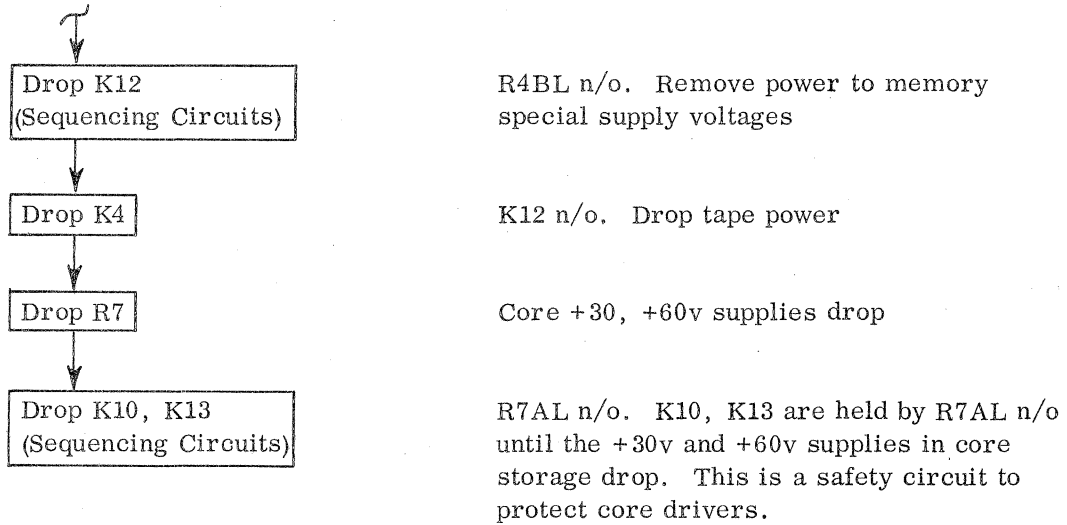 Drop K12
(Sequencing Circuits)
R4BL n/o. Remove power to memory
special supply voltages
Drop K4
K12 n/o. Drop tape power
Drop R7
Core +30, +60v supplies drop
Drop K10, K13
(Sequencing Circuits)
R7AL n/o. K10, K13 are held by R7AL n/o
until the +30v and +60v supplies in core
storage drop. This is a safety circuit to
protect core drivers.